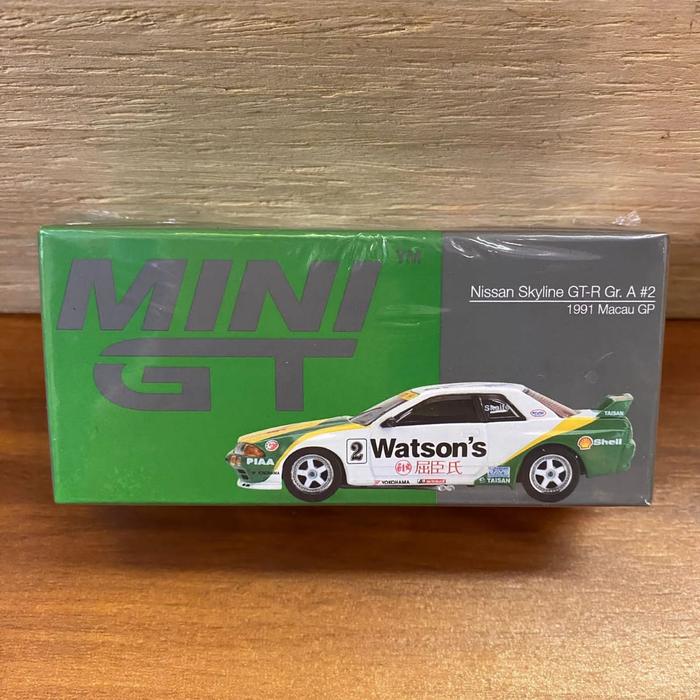 MINI
GT
TM
Nissan Skyline GT-R Gr. A #2
1991 Macau GP
2
Watson's
屈臣氏
PIAA
YOKOHAMA
TAISAN
TAISAN
Shell